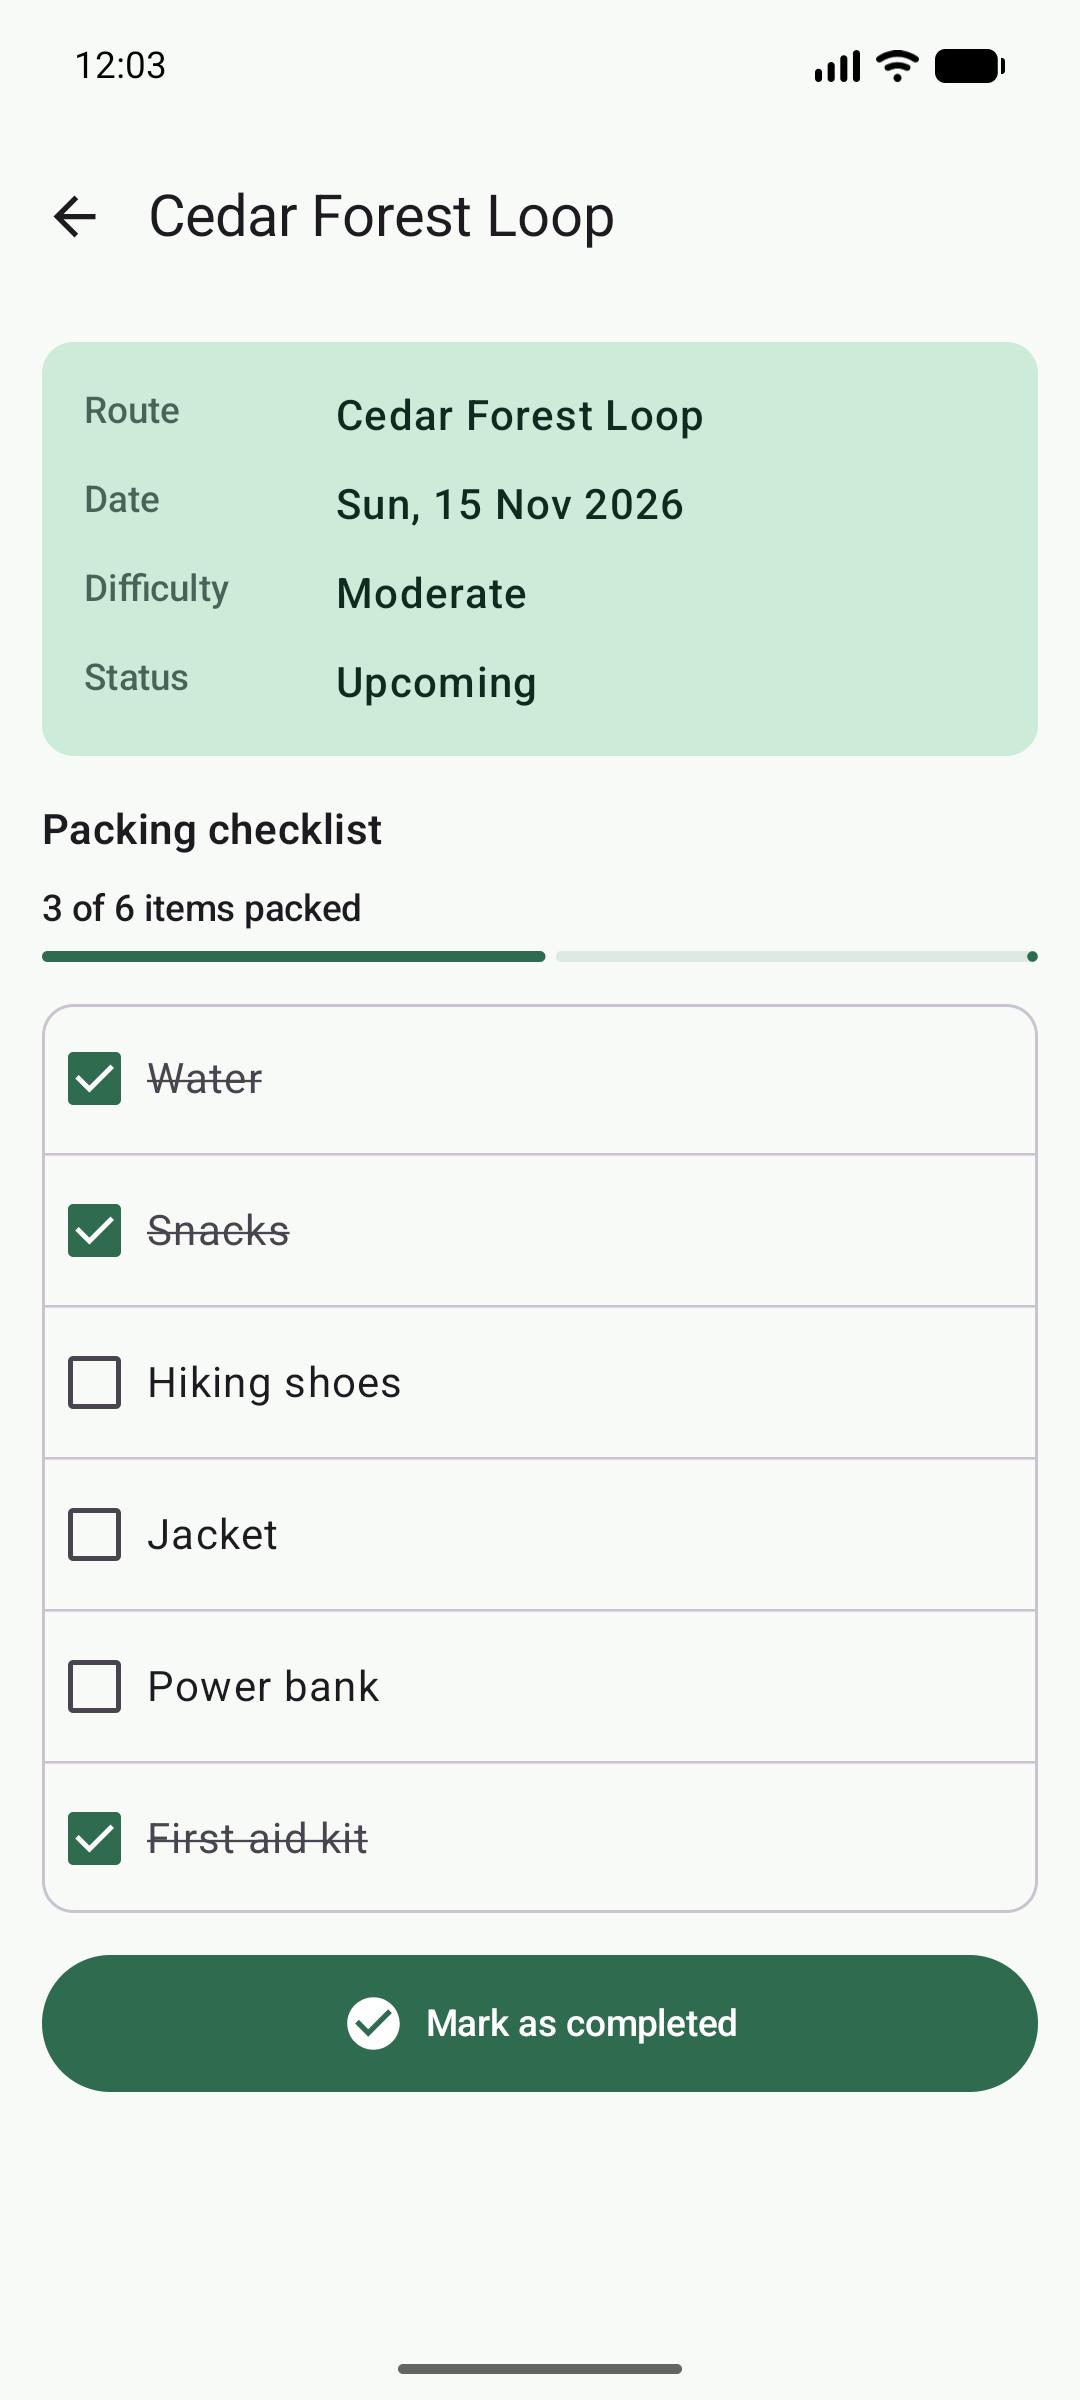 12:03
Cedar Forest Loop
Route Cedar Forest Loop
Date Sun, 15 Nov 2026
Difficulty Moderate
Status Upcoming
Packing checklist
3 of 6 items packed
Water
Snacks
Hiking shoes
Jacket
Power bank
First aid kit
Mark as completed